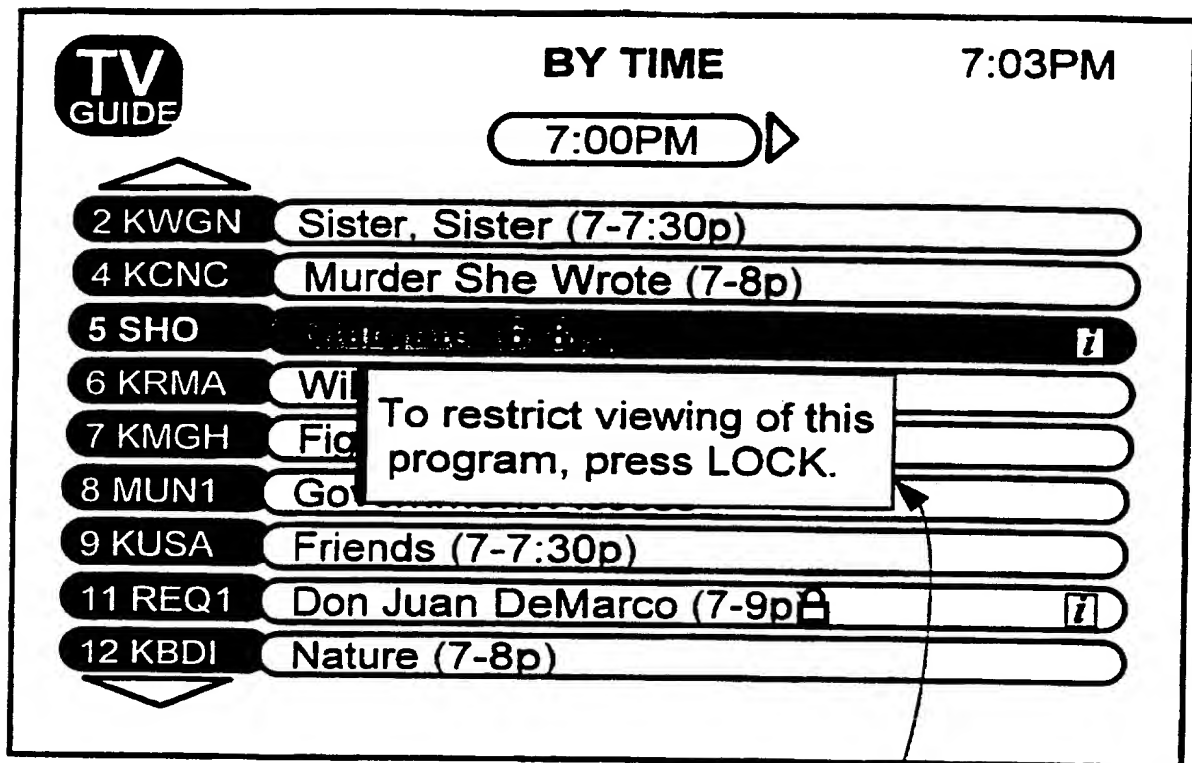 TV GUIDE
BY TIME
7:03PM
7:00PM
2 KWGN Sister, Sister (7-7:30p)
4 KCNC Murder She Wrote (7-8p)
5 SHO i
6 KRMA
7 KMGH
8 MUN1
To restrict viewing of this
program, press LOCK.
9 KUSA Friends (7-7:30p)
11 REQ1 Don Juan DeMarco (7-9p i
12 KBDI Nature (7-8p)